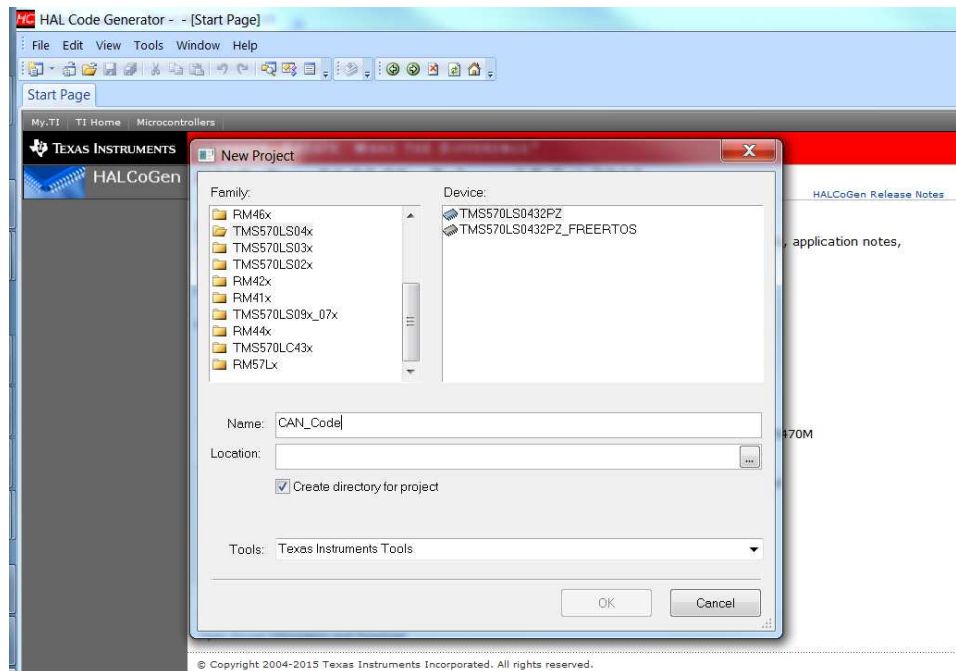 HAL Code Generator - - [Start Page]
File Edit View Tools Window Help
Start Page
My.TI TI Home Microcontrollers
TEXAS INSTRUMENTS
HALCoGen
HALCoGen Release Notes
, application notes,
470M
New Project
Family:
RM46x
TMS570LS04x
TMS570LS03x
TMS570LS02x
RM42x
RM41x
TMS570LS09x_07x
RM44x
TMS570LC43x
RM57Lx
Device:
TMS570LS0432PZ
TMS570LS0432PZ_FREERTOS
Name: CAN_Code
Location:
...
Create directory for project
Tools: Texas Instruments Tools
OK Cancel
© Copyright 2004-2015 Texas Instruments Incorporated. All rights reserved.